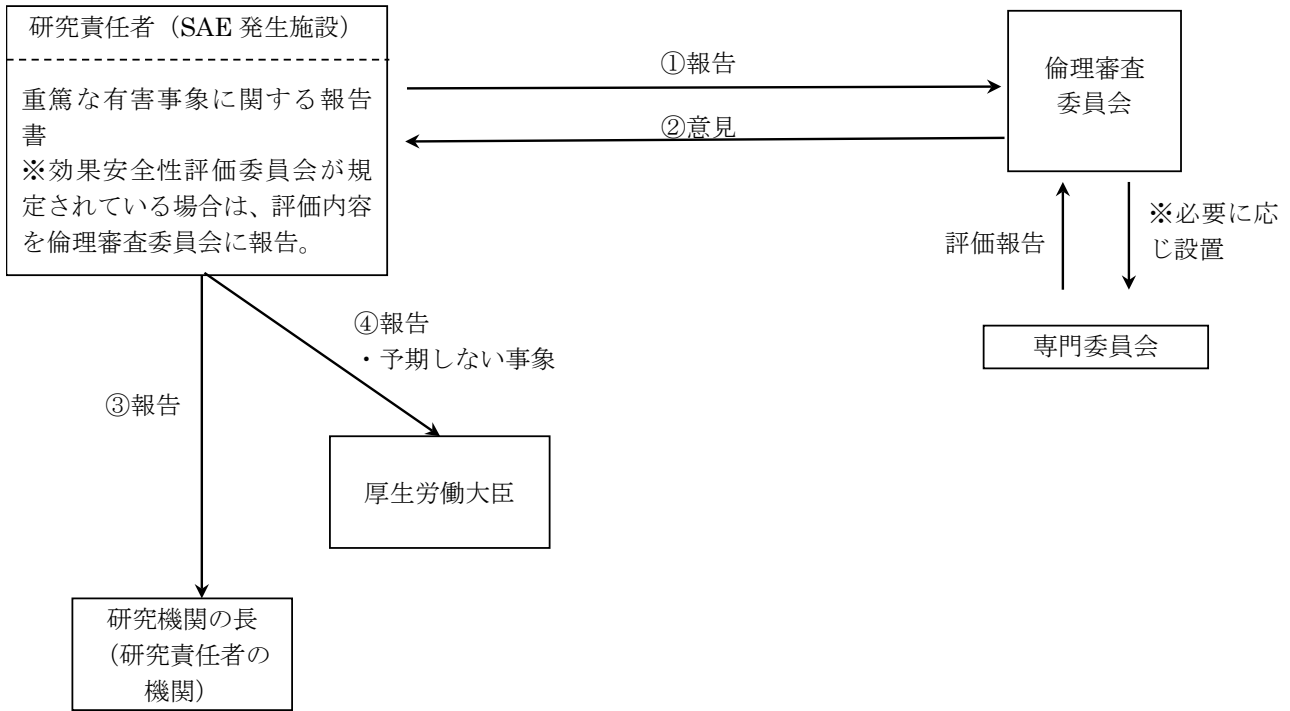 研究責任者（SAE 発生施設）
重篤な有害事象に関する報告
書
※効果安全性評価委員会が規
定されている場合は、評価内容
を倫理審査委員会に報告。
①報告
②意見
倫理審査
委員会
評価報告
※必要に応
じ設置
専門委員会
④報告
・予期しない事象
③報告
厚生労働大臣
研究機関の長
（研究責任者の
機関）